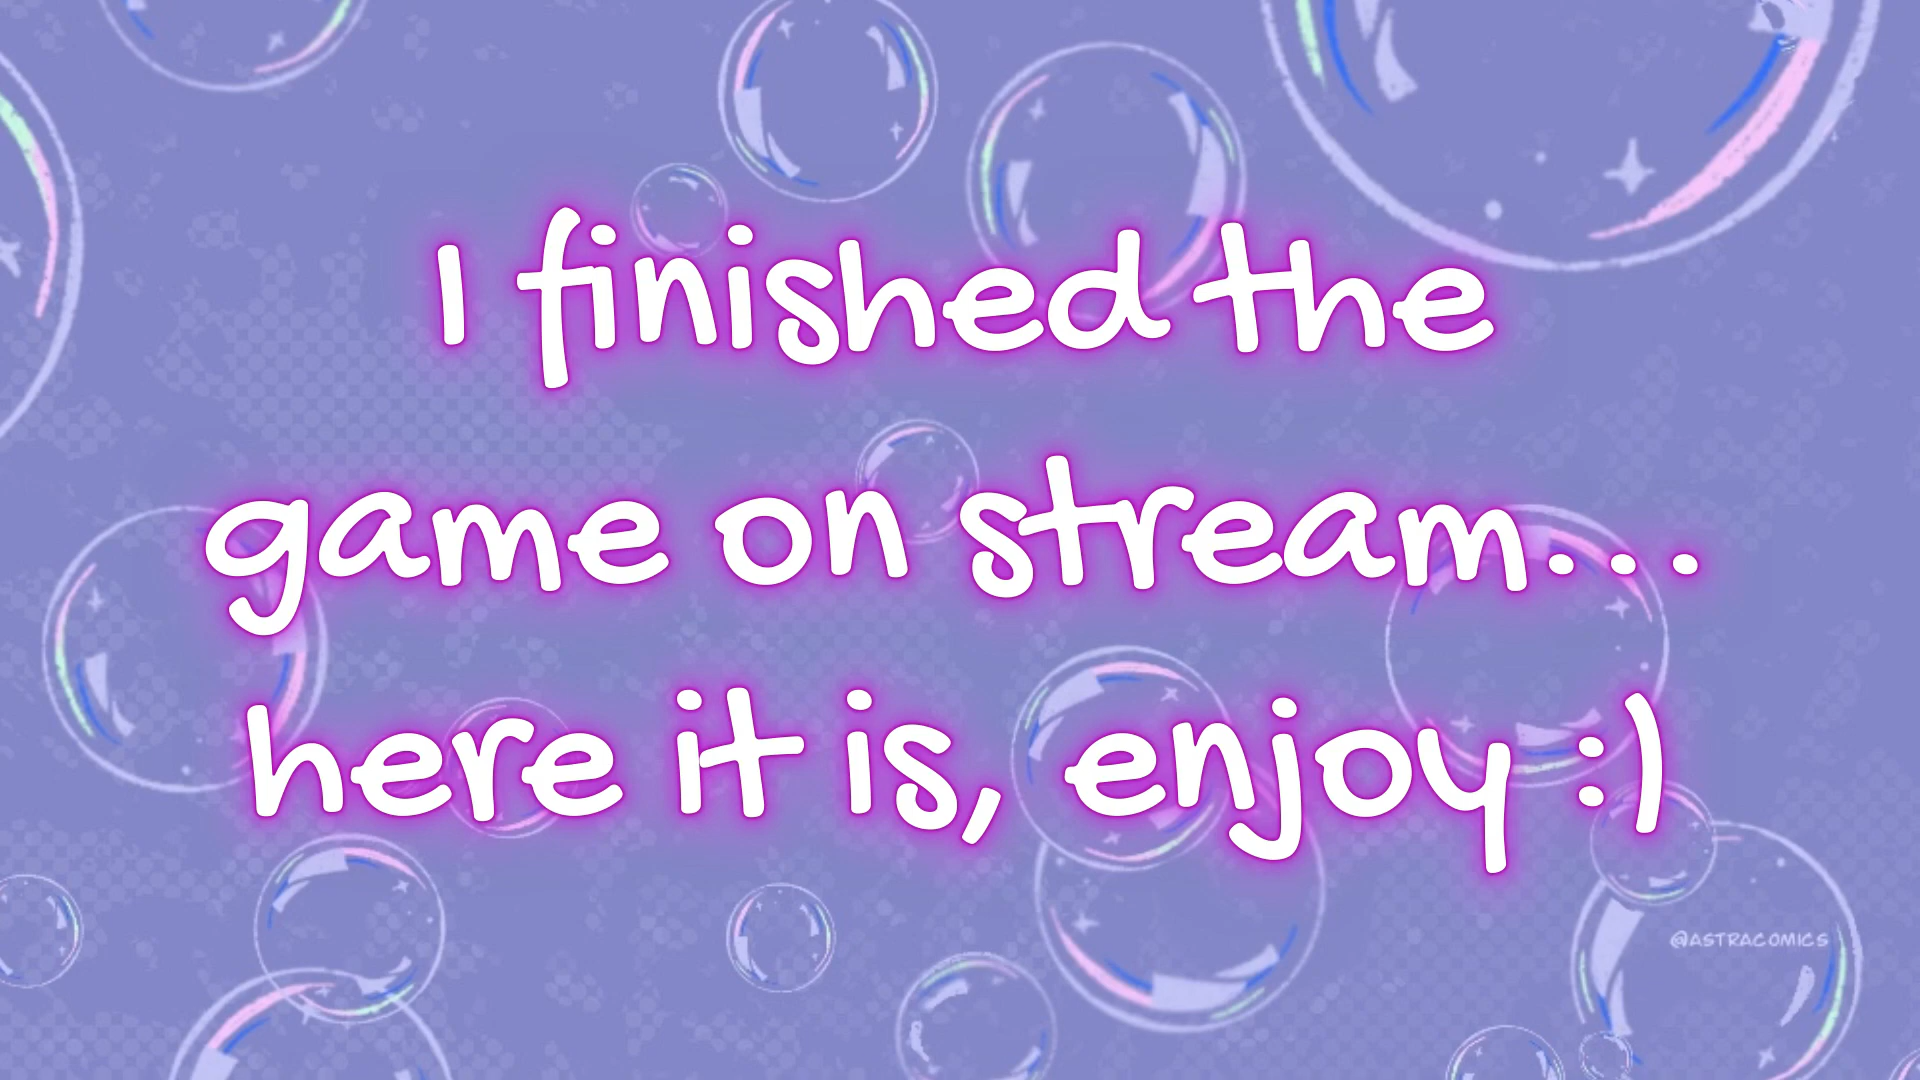 I finished the
game on stream...
here it is, enjoy :)
@ASTRACOMICS